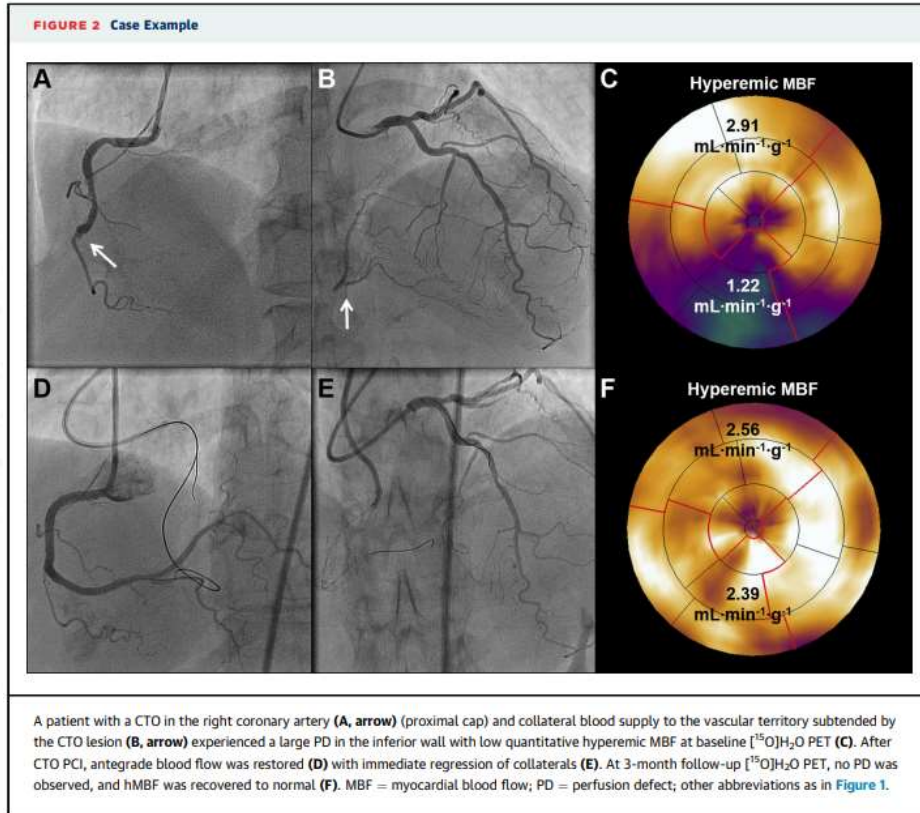 FIGURE 2 Case Example
A
B
C
Hyperemic MBF
2.91
mL·min⁻¹·g⁻¹
1.22
mL·min⁻¹·g⁻¹
D
E
F
Hyperemic MBF
2.56
mL·min⁻¹·g⁻¹
2.39
mL·min⁻¹·g⁻¹
A patient with a CTO in the right coronary artery (A, arrow) (proximal cap) and collateral blood supply to the vascular territory subtended by
the CTO lesion (B, arrow) experienced a large PD in the inferior wall with low quantitative hyperemic MBF at baseline [¹⁵O]H₂O PET (C). After
CTO PCI, antegrade blood flow was restored (D) with immediate regression of collaterals (E). At 3-month follow-up [¹⁵O]H₂O PET, no PD was
observed, and hMBF was recovered to normal (F). MBF = myocardial blood flow; PD = perfusion defect; other abbreviations as in Figure 1.